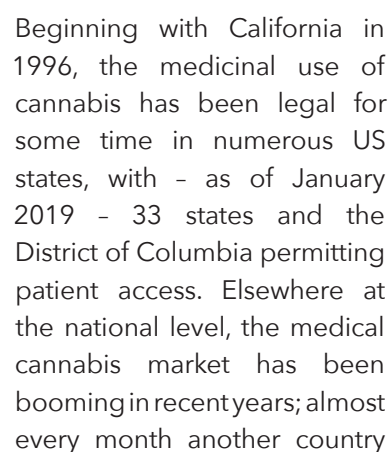 Beginning with California in
1996, the medicinal use of
cannabis has been legal for
some time in numerous US
states, with – as of January
2019 – 33 states and the
District of Columbia permitting
patient access. Elsewhere at
the national level, the medical
cannabis market has been
booming in recent years; almost
every month another country